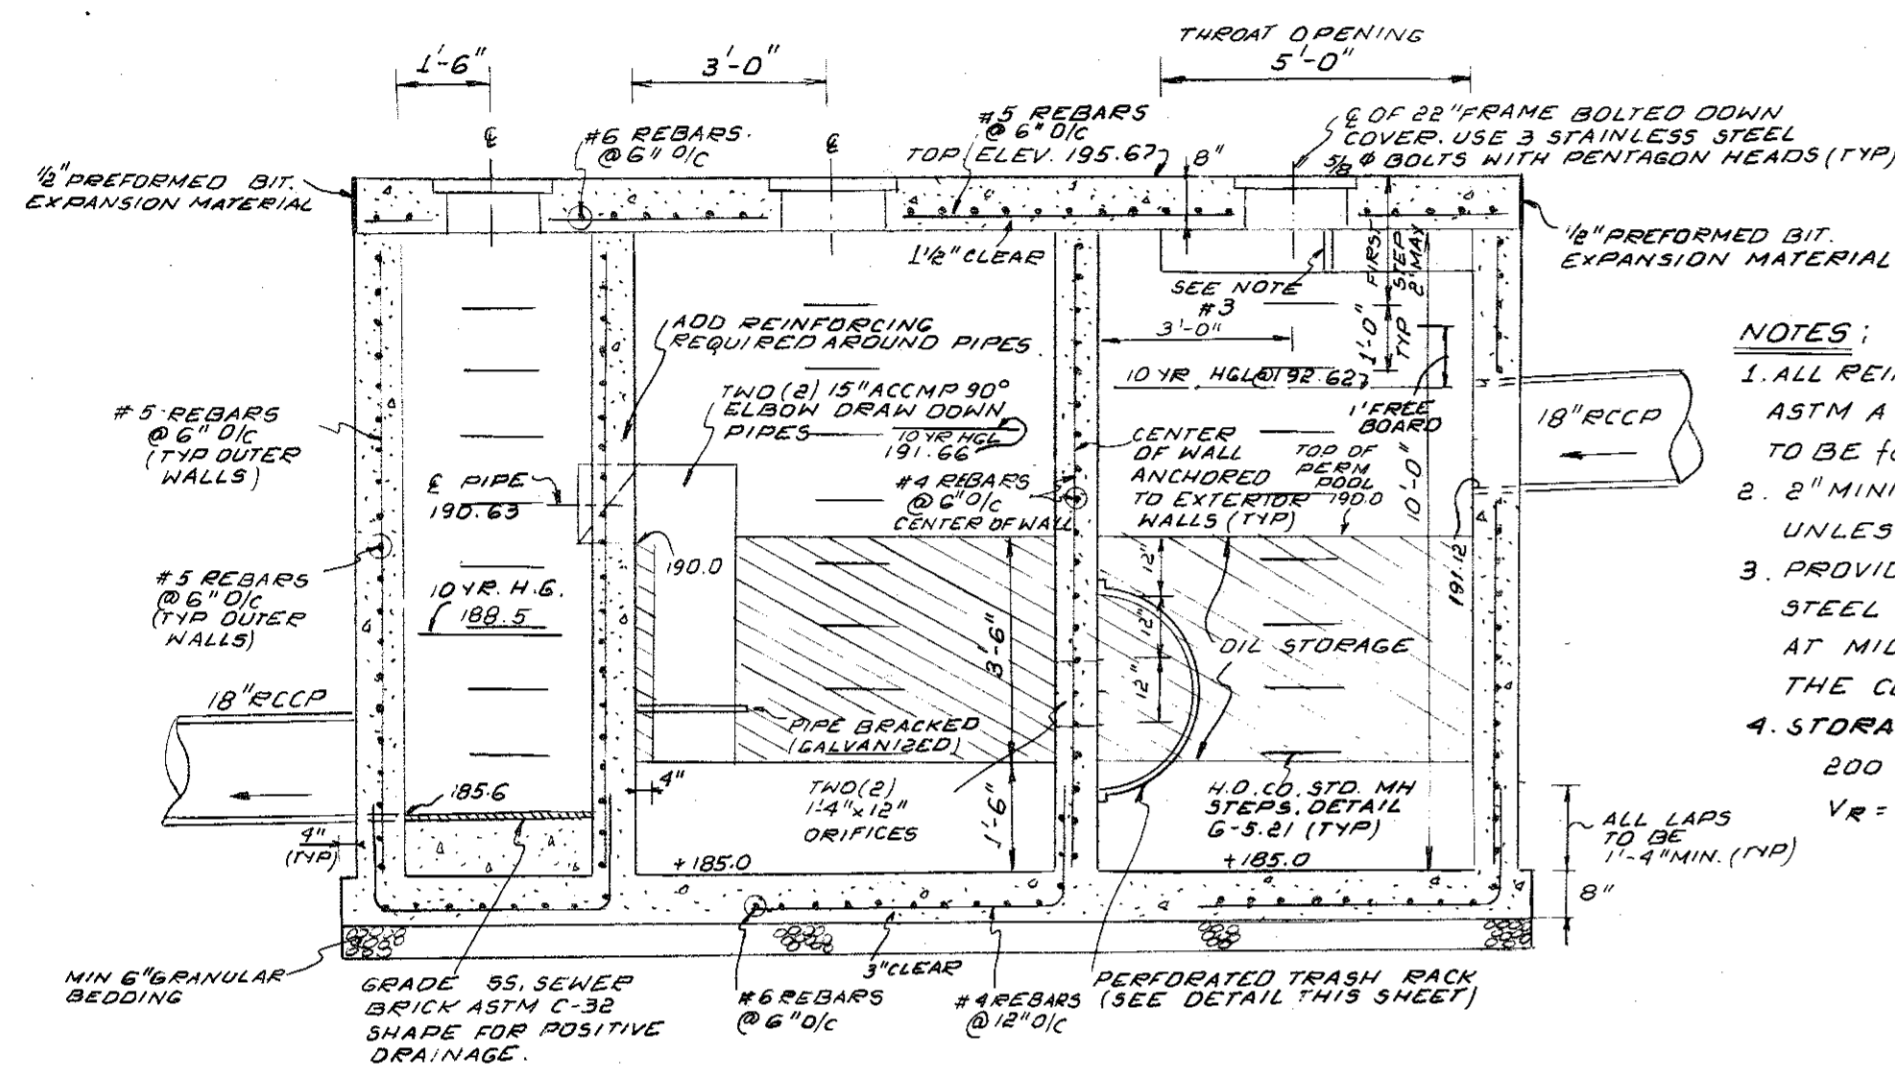 THROAT OPENING
5'-0"
1'-6"
3'-0"
#5 REBARS
@ 6" O/C
TOP ELEV. 195.67
8"
℄ OF 22" FRAME BOLTED DOWN
COVER. USE 3 STAINLESS STEEL
5/8 ϕ BOLTS WITH PENTAGON HEADS (TYP)
℄
℄
#6 REBARS.
@ 6" O/C
1/2" PREFORMED BIT.
EXPANSION MATERIAL
1/2" PREFORMED BIT.
EXPANSION MATERIAL
1 1/2" CLEAR
FIRST
STEP
2' MAY
SEE NOTE
#3
3'-0"
1'-0"
TYP
ADD REINFORCING
REQUIRED AROUND PIPES.
10 YR. HGL@192.62
1' FREE
BOARD
TWO (2) 15" ACCMP 90°
ELBOW DRAW DOWN
PIPES
10 YR HGL
191.66
CENTER
OF WALL
ANCHORED
TO EXTERIOR
WALLS (TYP)
TOP OF
PERM
POOL
190.0
10'-0"
18" RCCP
191.12
#5 REBARS
@ 6" O/C
(TYP OUTER
WALLS)
℄ PIPE
190.63
#4 REBARS
@ 6" O/C
CENTER OF WALL
#5 REBARS
@ 6" O/C
(TYP OUTER
WALLS)
10 YR. H.G.
188.5
190.0
3'-6"
12"
12"
12"
OIL STORAGE
18" RCCP
PIPE BRACKED
(GALVANIZED)
4"
185.6
TWO (2)
1'-4" x 12"
ORIFICES
1'-6"
H.O. CO. STD. MH
STEPS. DETAIL
G-5.21 (TYP)
4"
(TYP)
+185.0
+185.0
ALL LAPS
TO BE
1'-4" MIN. (TYP)
8"
MIN 6" GRANULAR
BEDDING
GRADE SS, SEWER
BRICK ASTM C-32
SHAPE FOR POSITIVE
DRAINAGE.
#6 REBARS
@ 6" O/C
3" CLEAR
#4 REBARS
@ 12" O/C
PERFORATED TRASH RACK
(SEE DETAIL THIS SHEET)
NOTES:
1. ALL REI
ASTM A
TO BE fc
2. 2" MINI
UNLES
3. PROVID
STEEL
AT MID
THE CL
4. STORA
200
VR =